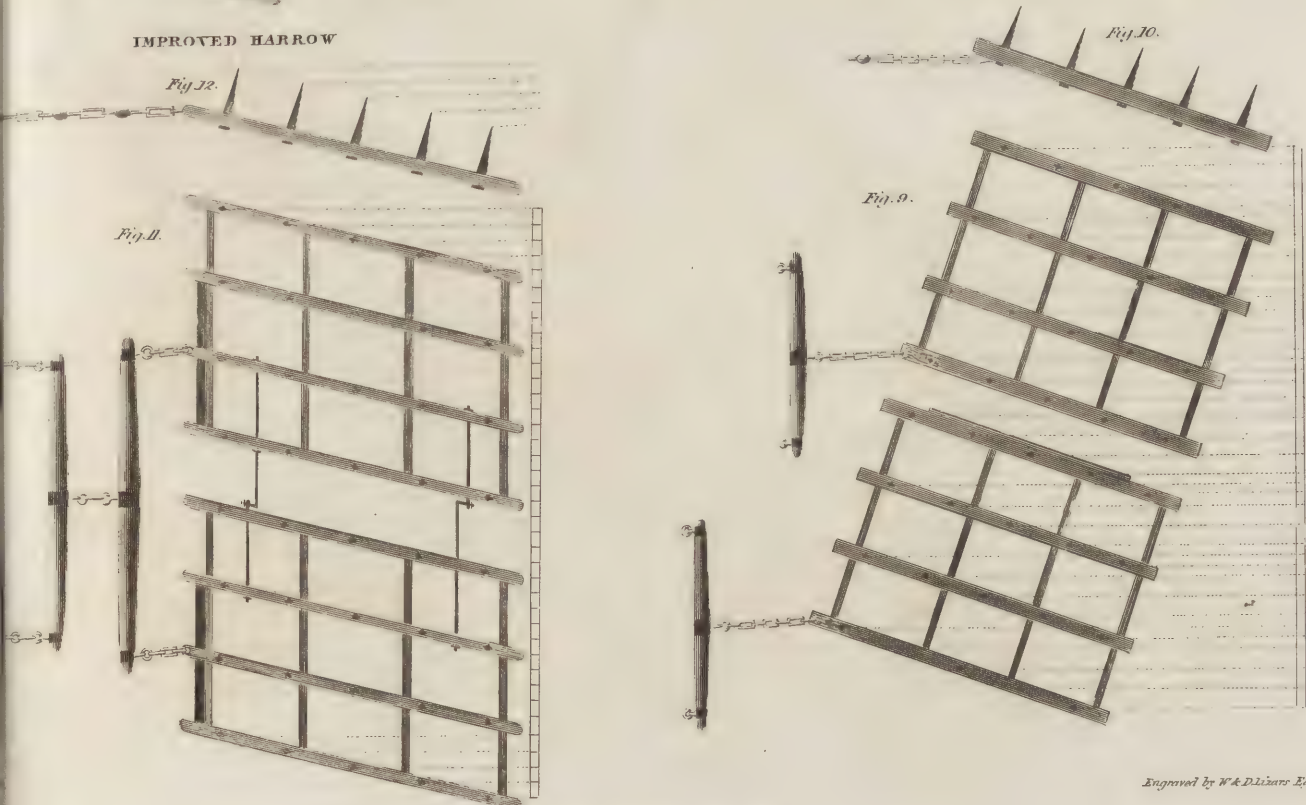 IMPROVED HARROW
Fig. 12.
Fig. 10.
Fig. 11.
Fig. 9.
Engraved by W & D. Lizars